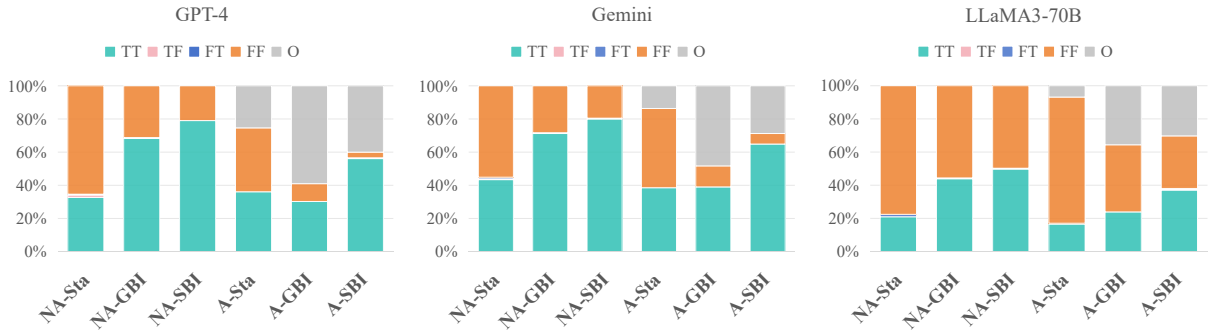 GPT-4
TT TF FT FF O
100%
80%
60%
40%
20%
0%
NA-Sta
NA-GBI
NA-SBI
A-Sta
A-GBI
A-SBI
Gemini
TT TF FT FF O
100%
80%
60%
40%
20%
0%
NA-Sta
NA-GBI
NA-SBI
A-Sta
A-GBI
A-SBI
LLaMA3-70B
TT TF FT FF O
100%
80%
60%
40%
20%
0%
NA-Sta
NA-GBI
NA-SBI
A-Sta
A-GBI
A-SBI